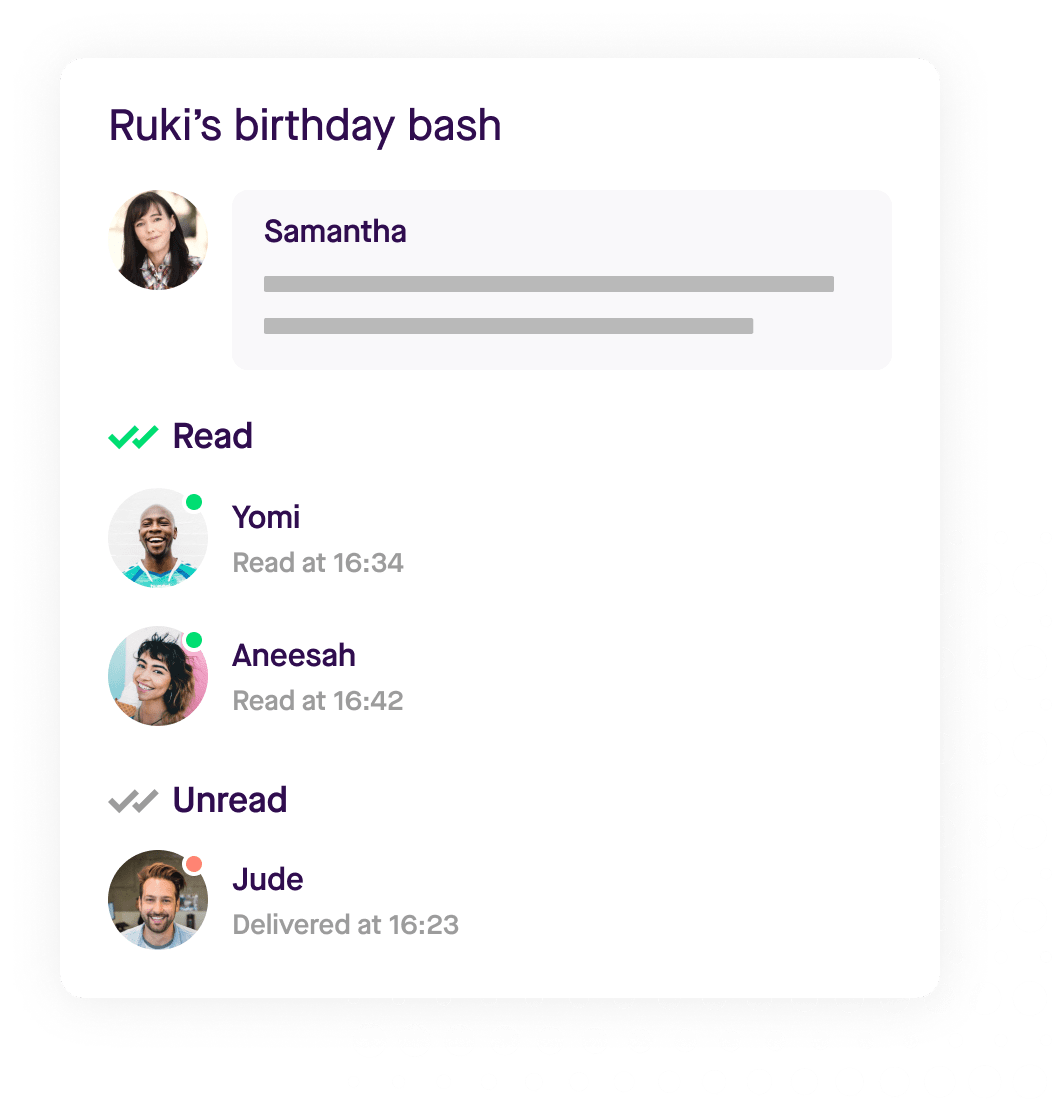 Ruki’s birthday bash
Samantha
Read
Yomi
Read at 16:34
Aneesah
Read at 16:42
Unread
Jude
Delivered at 16:23